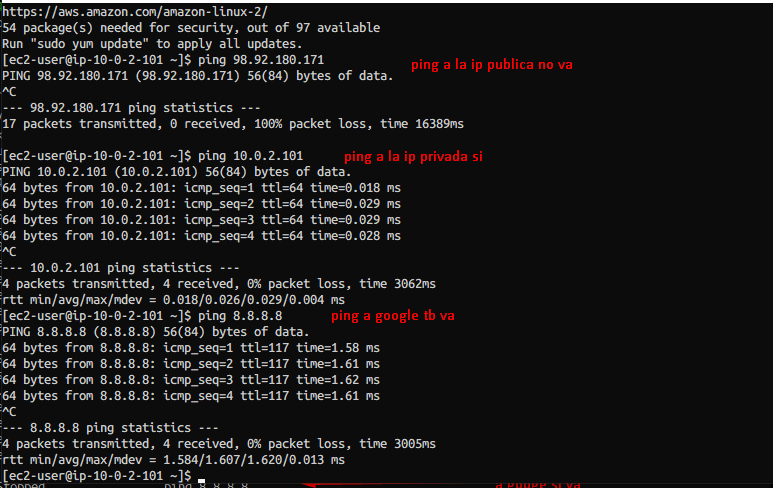 https://aws.amazon.com/amazon-linux-2/
54 package(s) needed for security, out of 97 available
Run "sudo yum update" to apply all updates.
[ec2-user@ip-10-0-2-101 ~]$ ping 98.92.180.171 ping a la ip publica no va
PING 98.92.180.171 (98.92.180.171) 56(84) bytes of data.
^C
--- 98.92.180.171 ping statistics ---
17 packets transmitted, 0 received, 100% packet loss, time 16389ms
[ec2-user@ip-10-0-2-101 ~]$ ping 10.0.2.101 ping a la ip privada si
PING 10.0.2.101 (10.0.2.101) 56(84) bytes of data.
64 bytes from 10.0.2.101: icmp_seq=1 ttl=64 time=0.018 ms
64 bytes from 10.0.2.101: icmp_seq=2 ttl=64 time=0.029 ms
64 bytes from 10.0.2.101: icmp_seq=3 ttl=64 time=0.029 ms
64 bytes from 10.0.2.101: icmp_seq=4 ttl=64 time=0.028 ms
^C
--- 10.0.2.101 ping statistics ---
4 packets transmitted, 4 received, 0% packet loss, time 3062ms
rtt min/avg/max/mdev = 0.018/0.026/0.029/0.004 ms
[ec2-user@ip-10-0-2-101 ~]$ ping 8.8.8.8 ping a google tb va
PING 8.8.8.8 (8.8.8.8) 56(84) bytes of data.
64 bytes from 8.8.8.8: icmp_seq=1 ttl=117 time=1.58 ms
64 bytes from 8.8.8.8: icmp_seq=2 ttl=117 time=1.61 ms
64 bytes from 8.8.8.8: icmp_seq=3 ttl=117 time=1.62 ms
64 bytes from 8.8.8.8: icmp_seq=4 ttl=117 time=1.61 ms
^C
--- 8.8.8.8 ping statistics ---
4 packets transmitted, 4 received, 0% packet loss, time 3005ms
rtt min/avg/max/mdev = 1.584/1.607/1.620/0.013 ms
[ec2-user@ip-10-0-2-101 ~]$